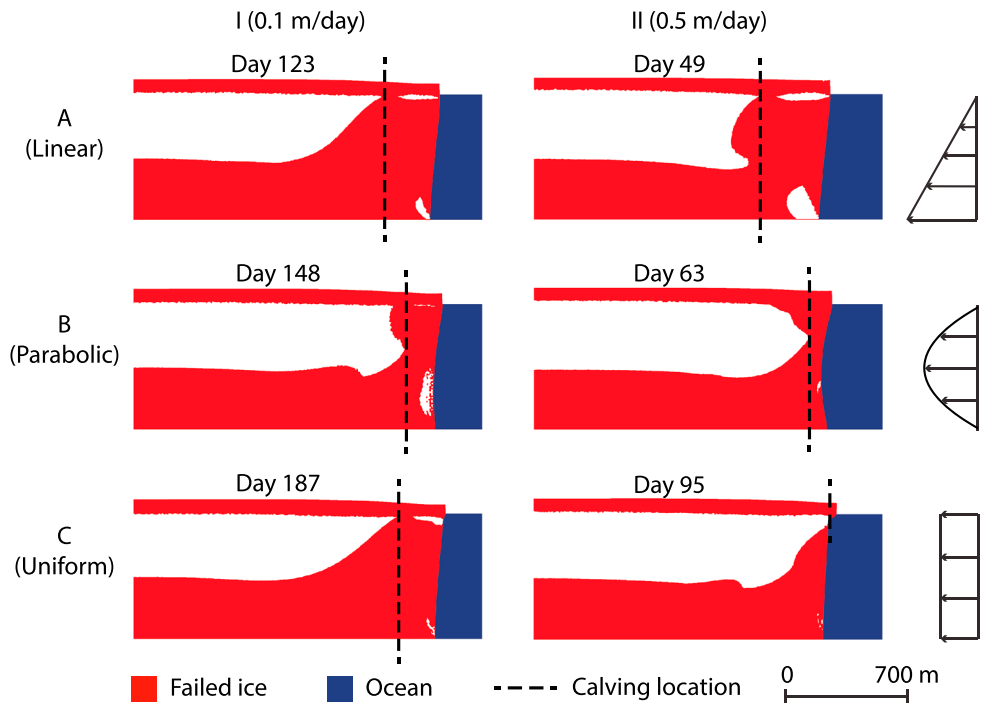 I (0.1 m/day)
II (0.5 m/day)
Day 123
Day 49
A
(Linear)
Day 148
Day 63
B
(Parabolic)
Day 187
Day 95
C
(Uniform)
Failed ice
Ocean
Calving location
0
700 m